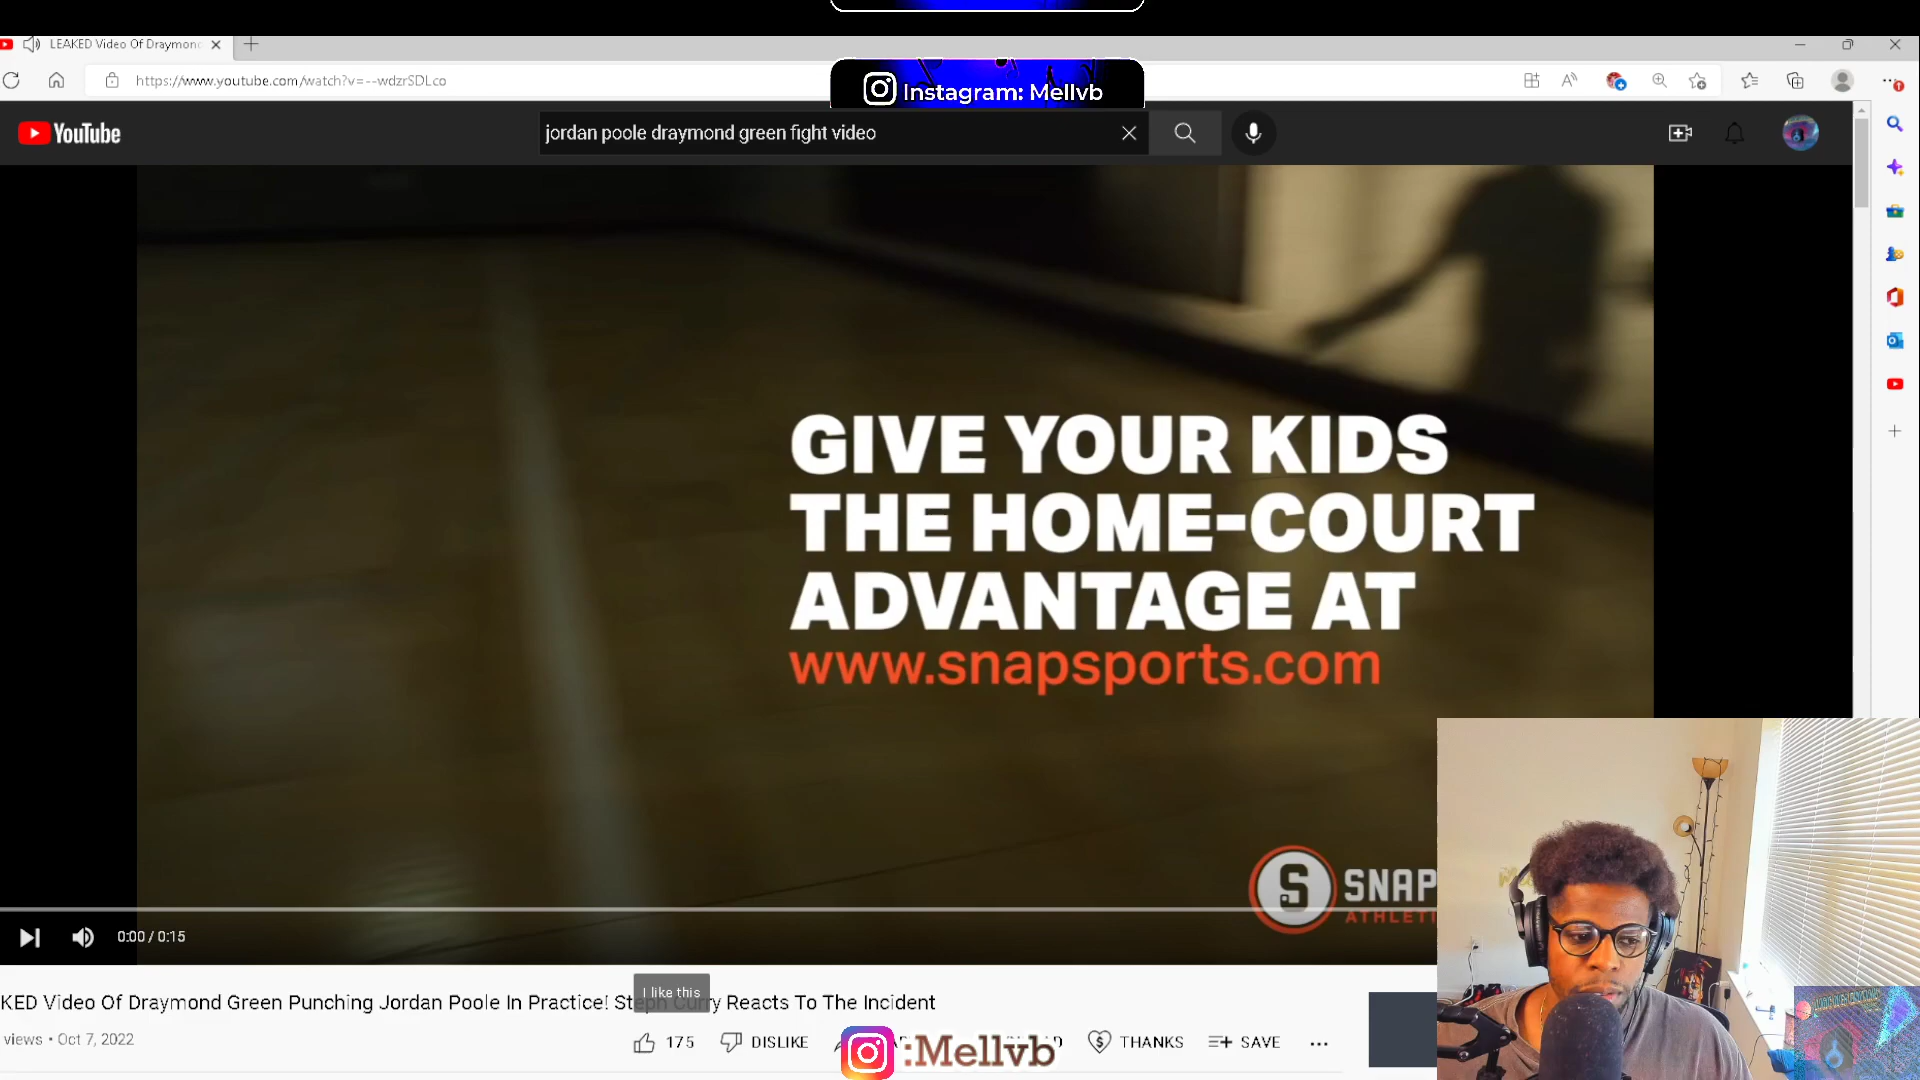 LEAKED Video Of Draymond
https://www.youtube.com/watch?v=--wdzrSDLco
Instagram: Mellvb
YouTube
jordan poole draymond green fight video
GIVE YOUR KIDS
THE HOME-COURT
ADVANTAGE AT
www.snapsports.com
SNAP
ATHLETI
0:00 / 0:15
I like this
KED Video Of Draymond Green Punching Jordan Poole In Practice! Steph Curry Reacts To The Incident
views • Oct 7, 2022
175
DISLIKE
:Mellvb
THANKS
SAVE